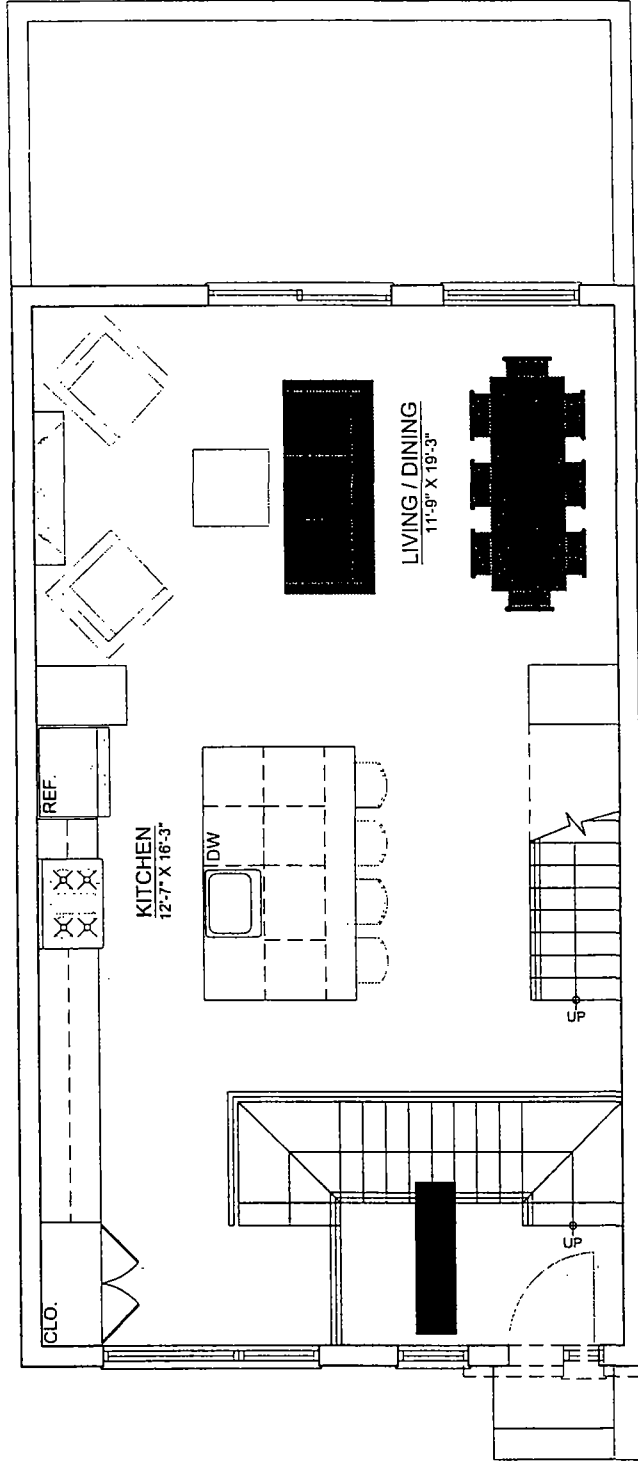 CLO.
REF.
KITCHEN
12'-7" X 16'-3"
DW
LIVING / DINING
11'-9" X 19'-3"
UP
UP